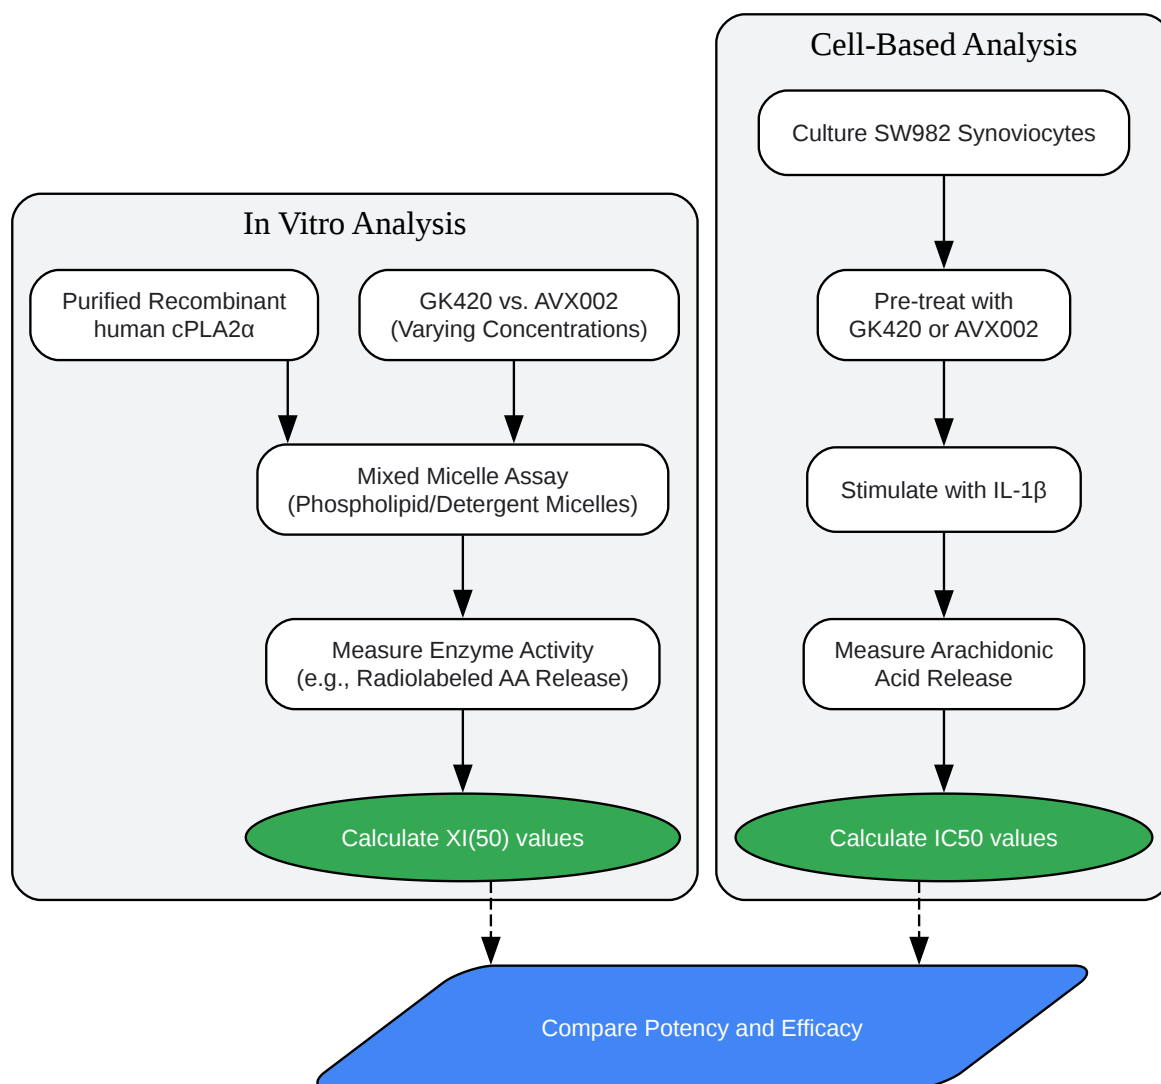 In Vitro Analysis
Purified Recombinant
human cPLA2α
GK420 vs. AVX002
(Varying Concentrations)
Mixed Micelle Assay
(Phospholipid/Detergent Micelles)
Measure Enzyme Activity
(e.g., Radiolabeled AA Release)
Calculate XI(50) values
Cell-Based Analysis
Culture SW982 Synoviocytes
Pre-treat with
GK420 or AVX002
Stimulate with IL-1β
Measure Arachidonic
Acid Release
Calculate IC50 values
Compare Potency and Efficacy